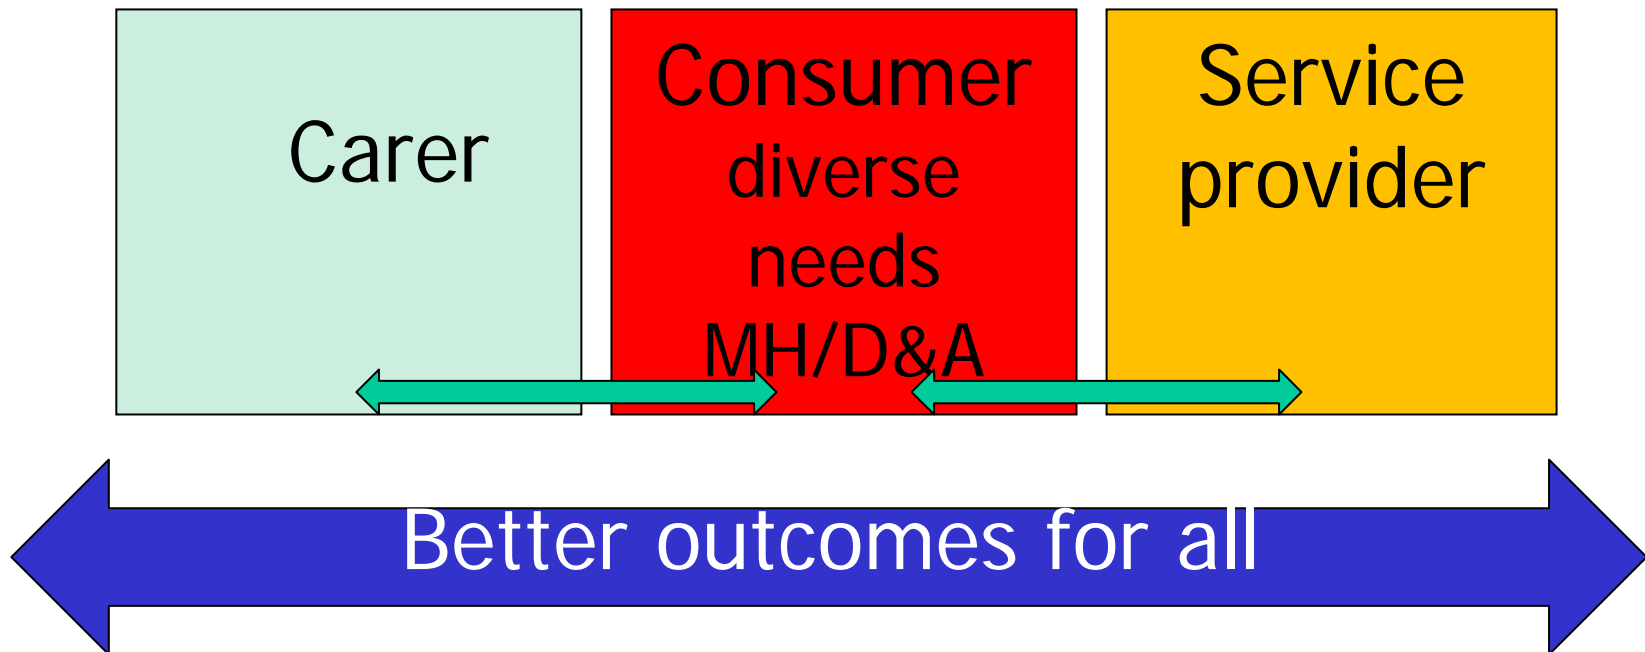 Carer
Consumer
diverse
needs
MH/D&A
Service
provider
Better outcomes for all